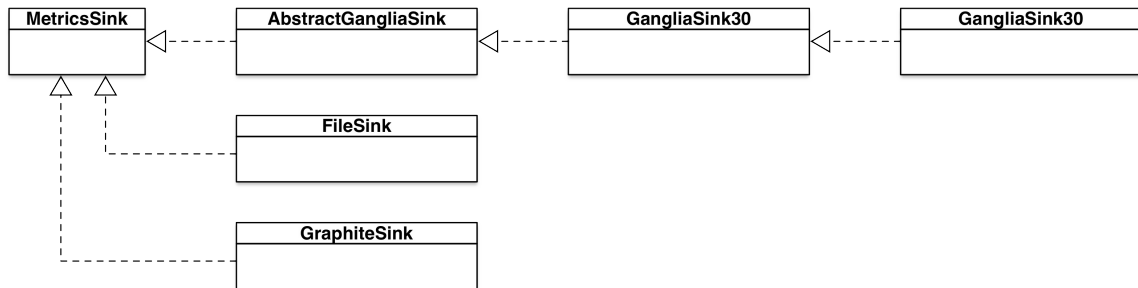 MetricsSink
AbstractGangliaSink
GangliaSink30
GangliaSink30
FileSink
GraphiteSink